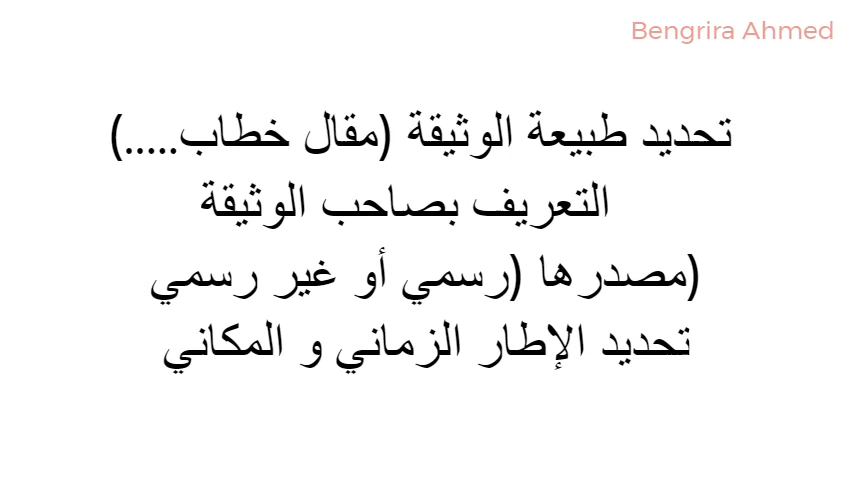 Bengrira Ahmed
تحديد طبيعة الوثيقة (مقال خطاب.....)
التعريف بصاحب الوثيقة
(مصدرها (رسمي أو غير رسمي
تحديد الإطار الزماني و المكاني